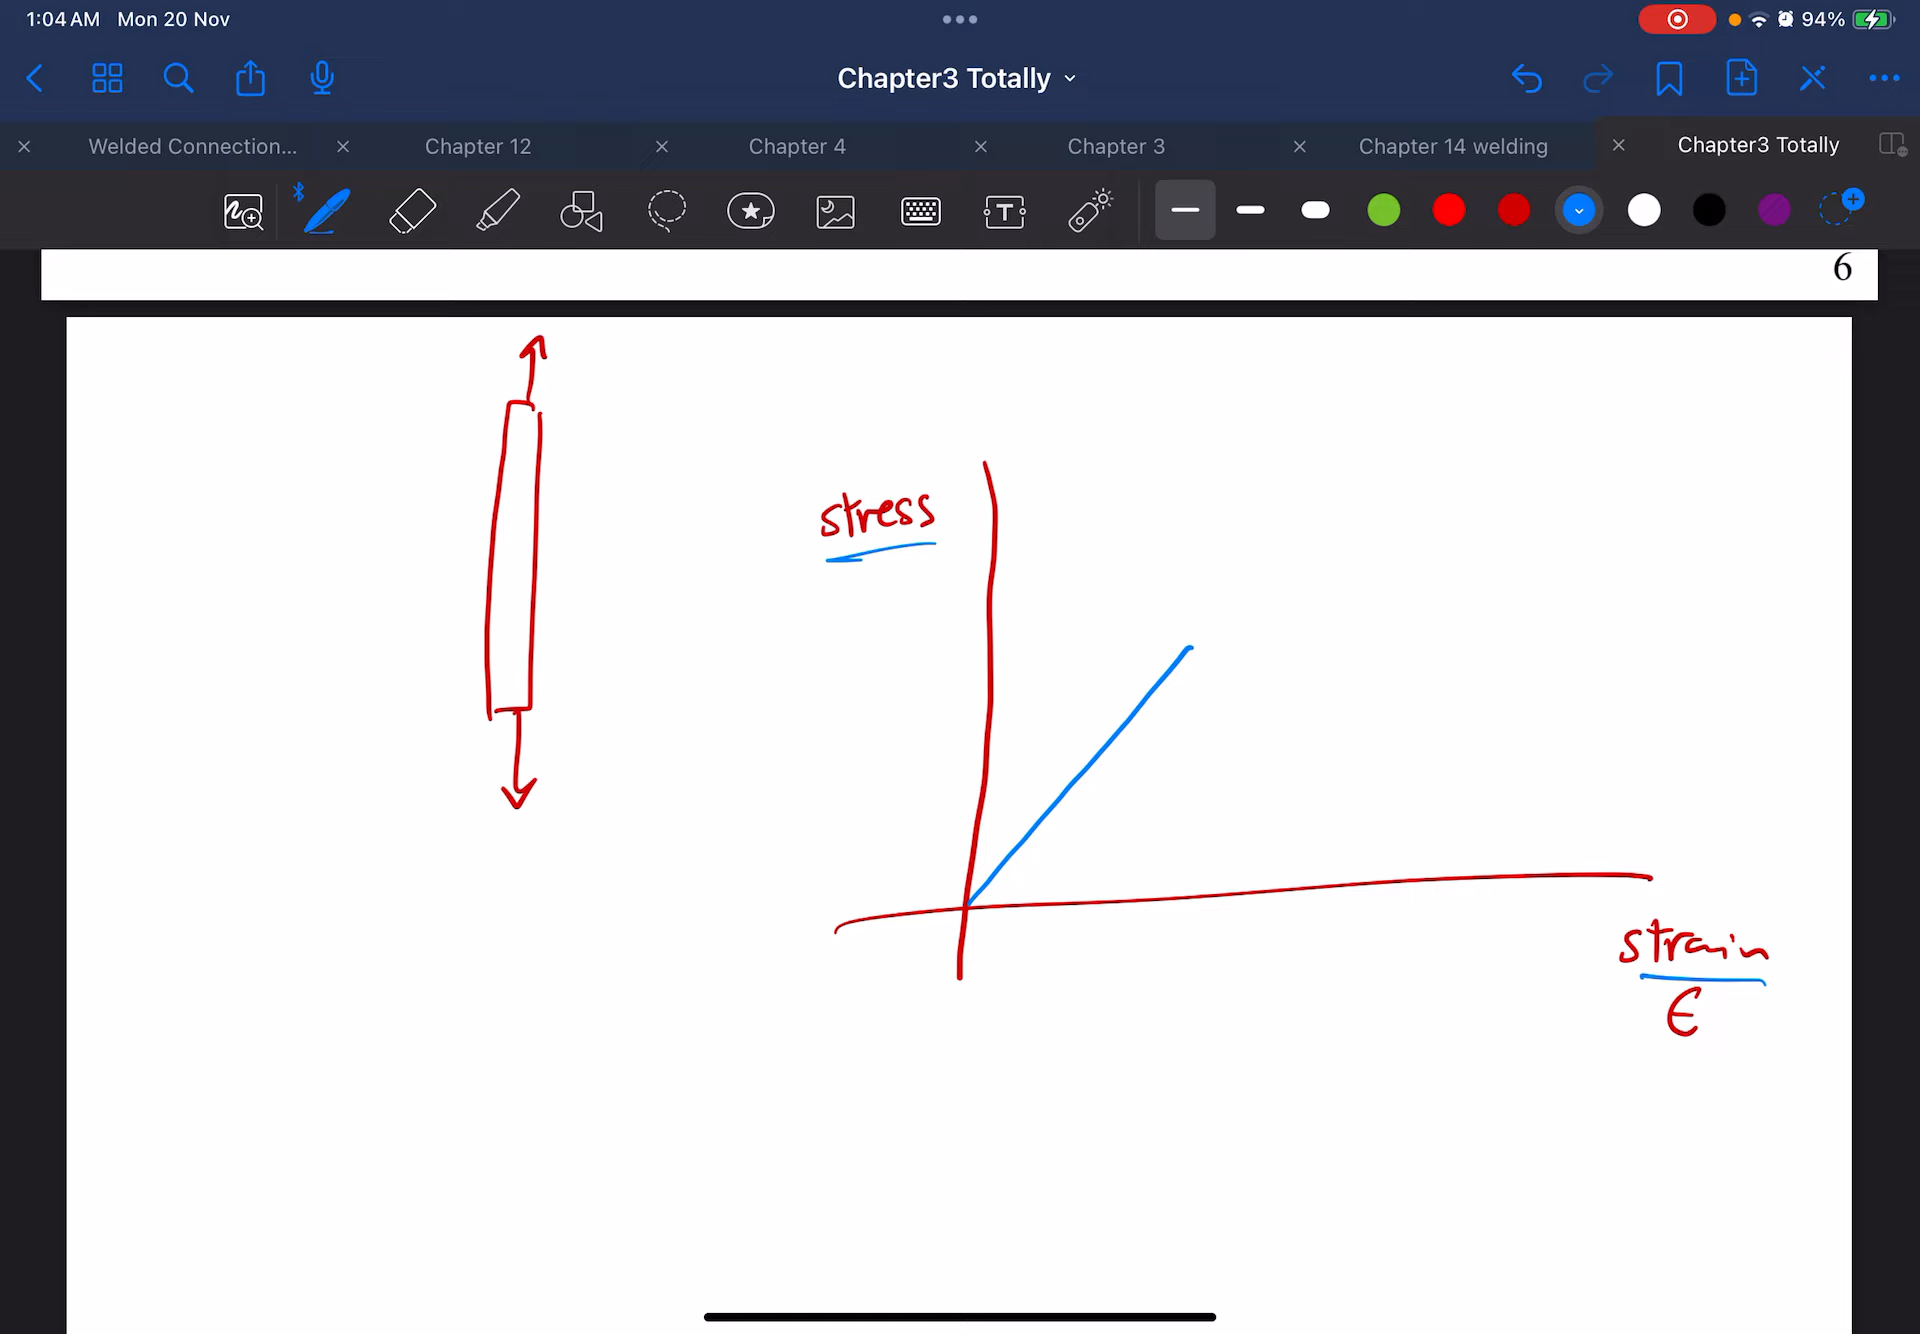 1:04 AM Mon 20 Nov
94%
Chapter3 Totally
Welded Connection...
Chapter 12
Chapter 4
Chapter 3
Chapter 14 welding
Chapter3 Totally
T
6
stress
strain
ϵ